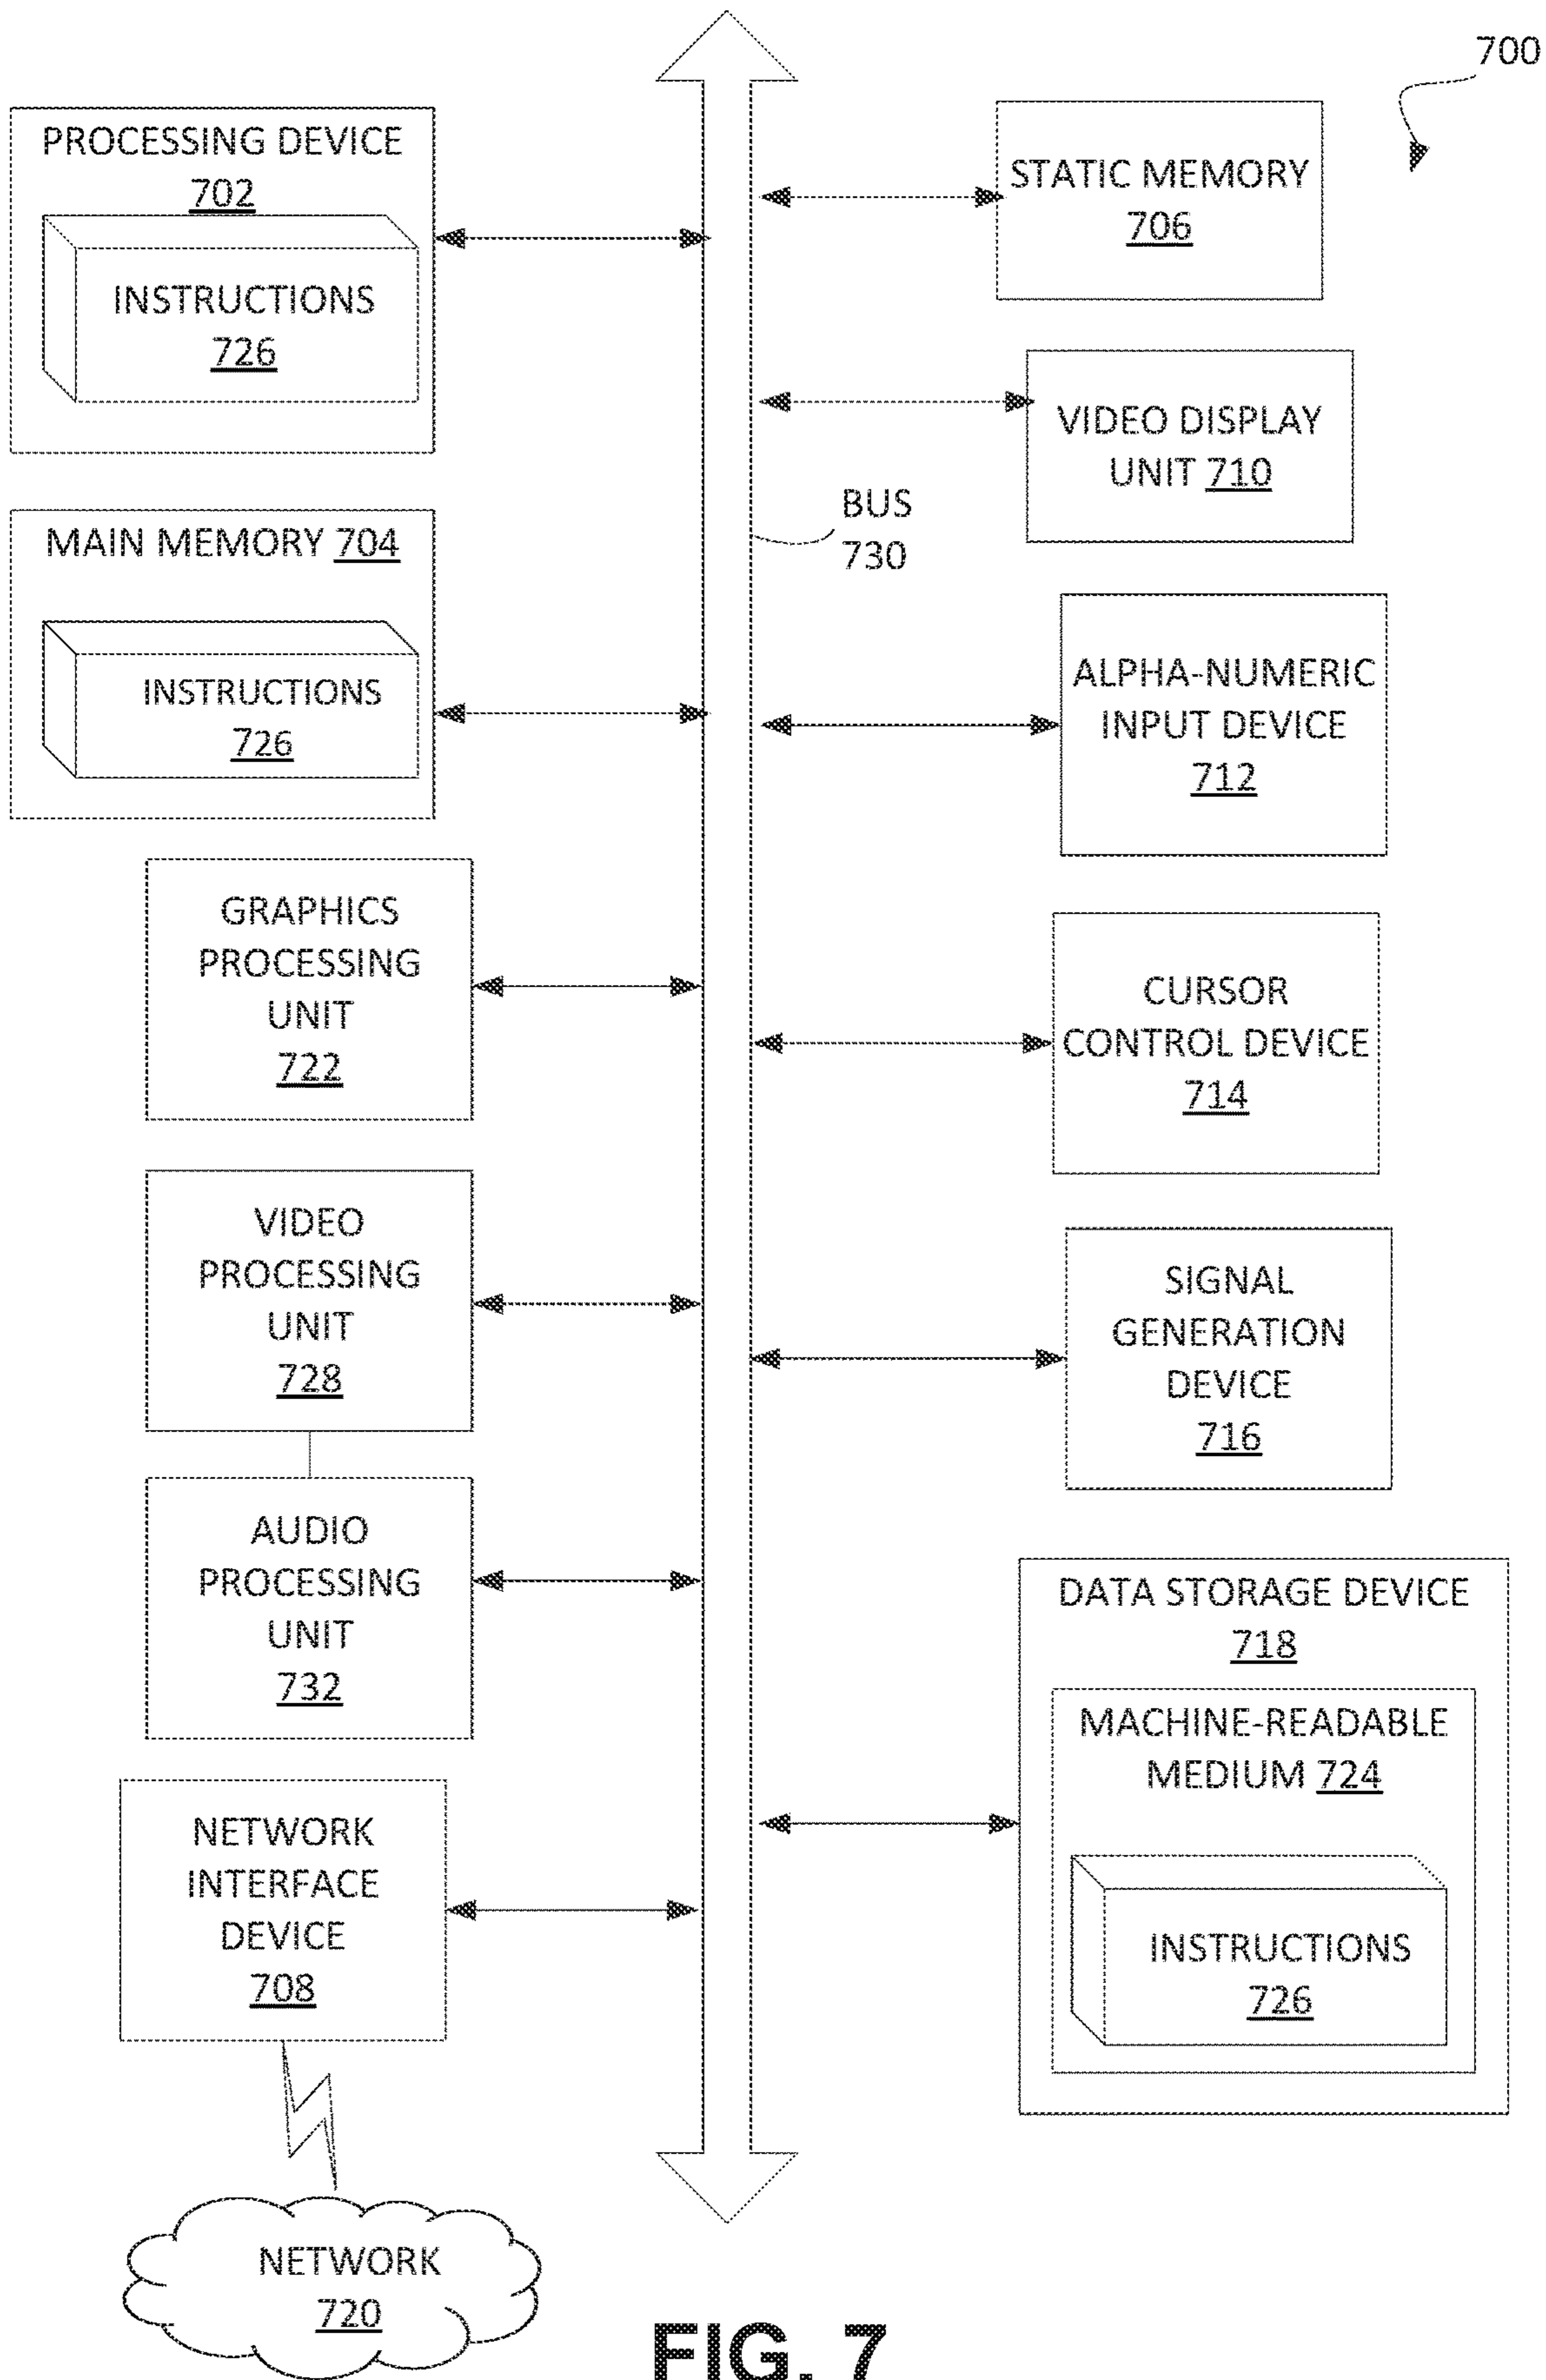 700
PROCESSING DEVICE
702
INSTRUCTIONS
726
MAIN MEMORY 704
INSTRUCTIONS
726
GRAPHICS
PROCESSING
UNIT
722
VIDEO
PROCESSING
UNIT
728
AUDIO
PROCESSING
UNIT
732
NETWORK
INTERFACE
DEVICE
708
NETWORK
720
BUS
730
STATIC MEMORY
706
VIDEO DISPLAY
UNIT 710
ALPHA-NUMERIC
INPUT DEVICE
712
CURSOR
CONTROL DEVICE
714
SIGNAL
GENERATION
DEVICE
716
DATA STORAGE DEVICE
718
MACHINE-READABLE
MEDIUM 724
INSTRUCTIONS
726
FIG. 7